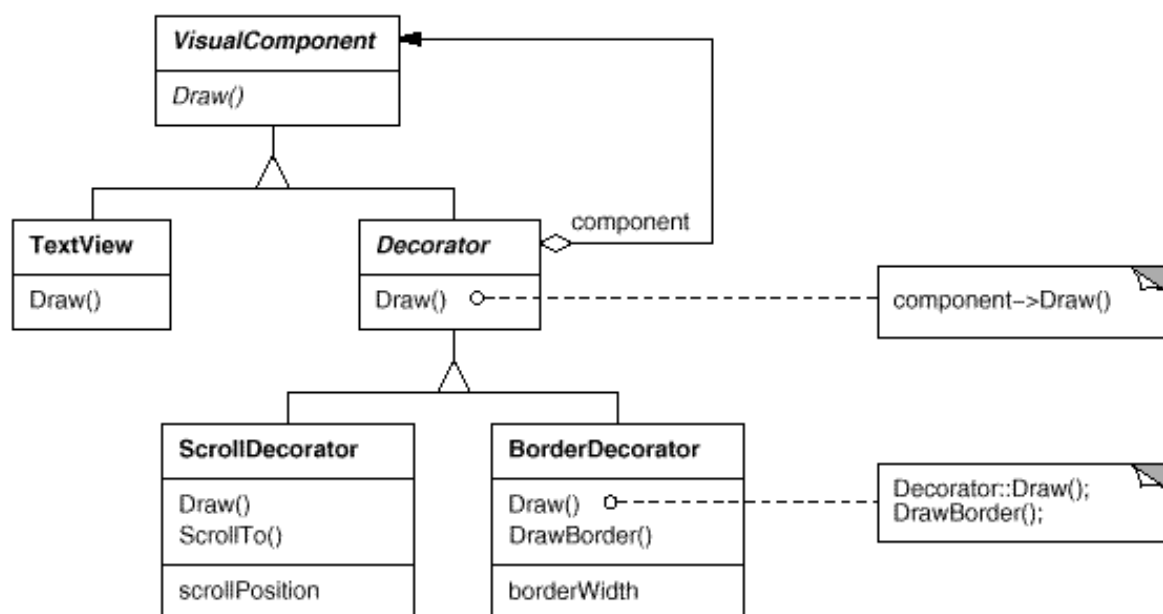 VisualComponent
Draw()
component
TextView
Draw()
Decorator
Draw()
component->Draw()
ScrollDecorator
Draw()
ScrollTo()
scrollPosition
BorderDecorator
Draw()
DrawBorder()
borderWidth
Decorator::Draw();
DrawBorder();